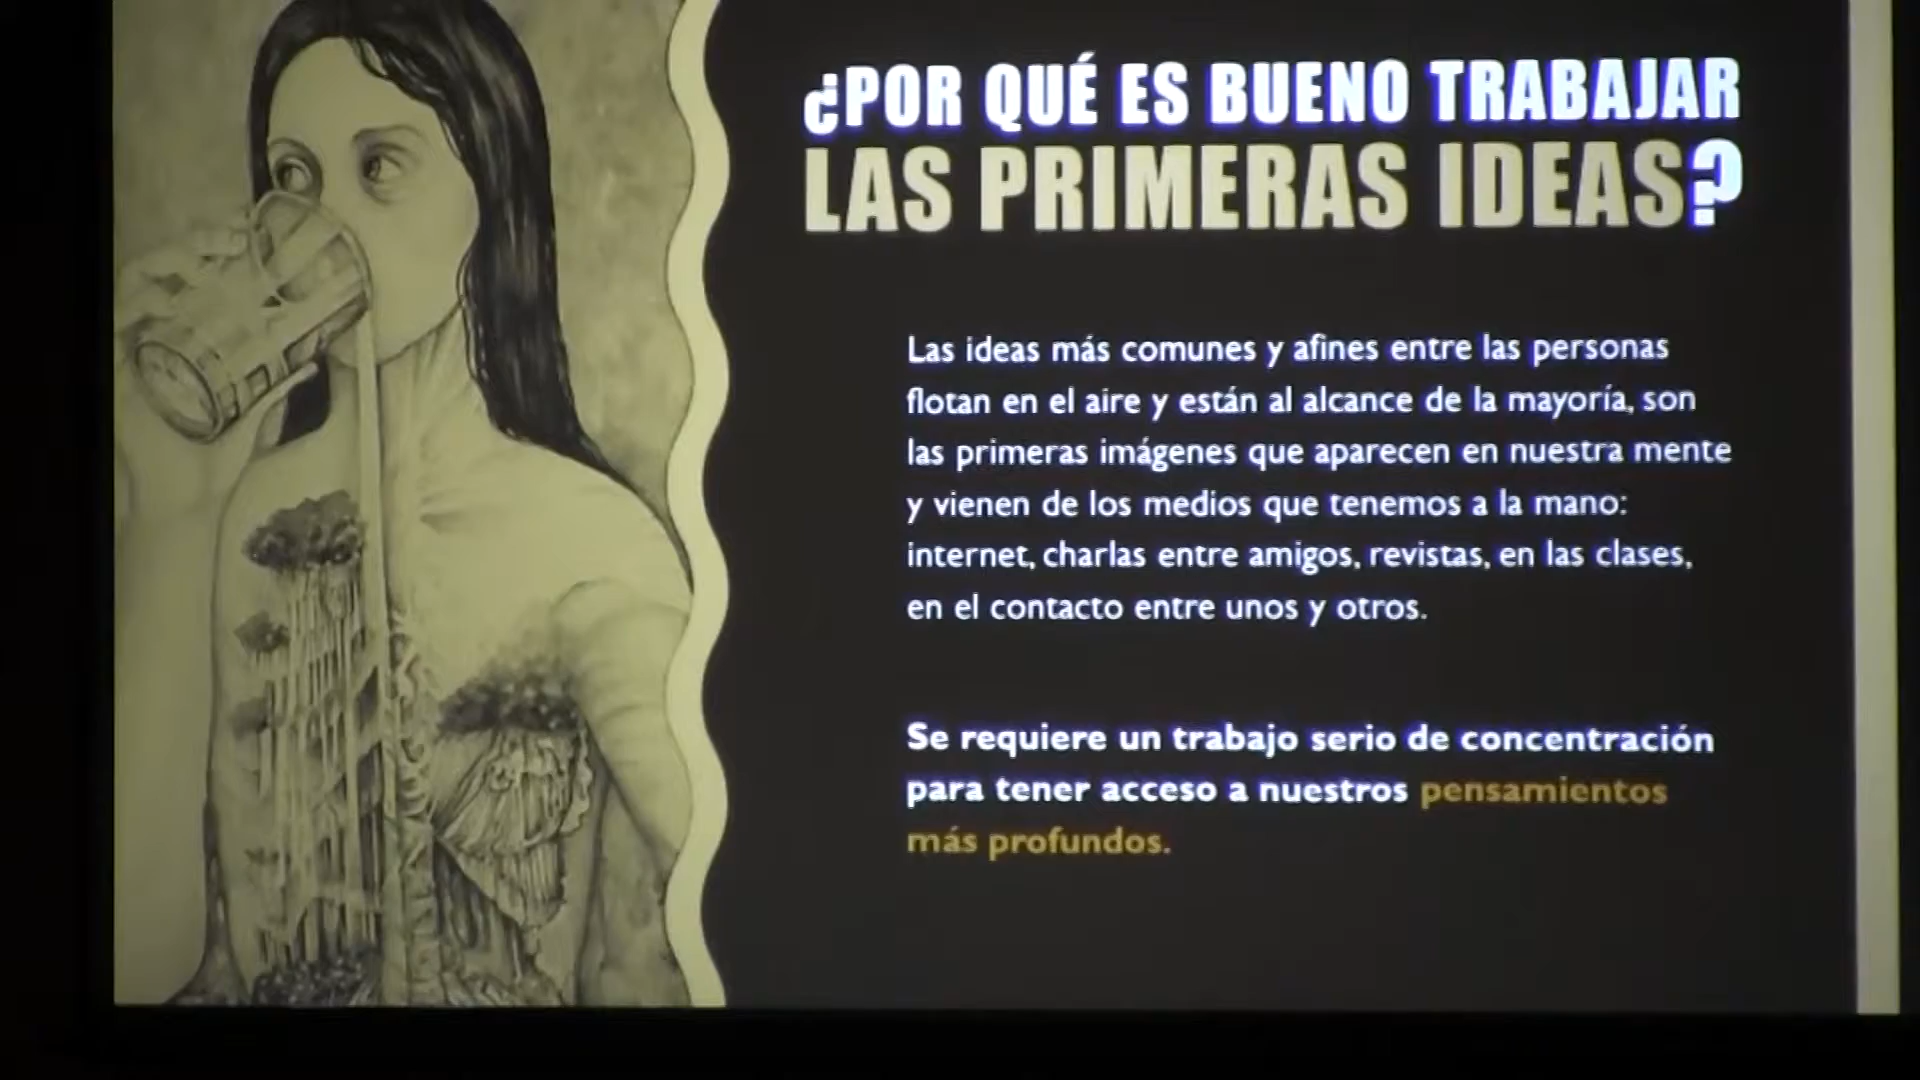 ¿POR QUÉ ES BUENO TRABAJAR
LAS PRIMERAS IDEAS?
Las ideas más comunes y afines entre las personas
flotan en el aire y están al alcance de la mayoría, son
las primeras imágenes que aparecen en nuestra mente
y vienen de los medios que tenemos a la mano:
internet, charlas entre amigos, revistas, en las clases,
en el contacto entre unos y otros.
Se requiere un trabajo serio de concentración
para tener acceso a nuestros pensamientos
más profundos.